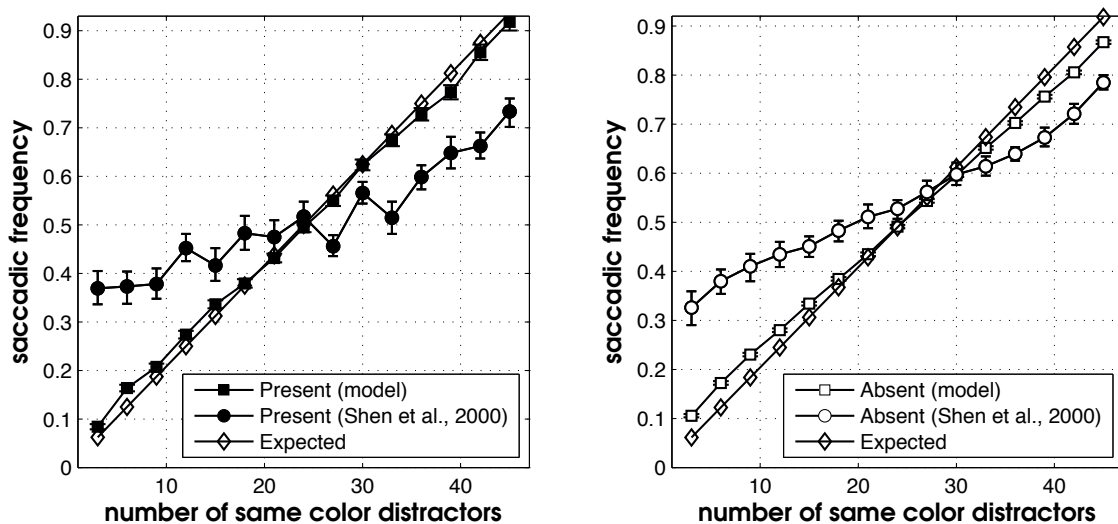 saccadic frequency
0.9
0.8
0.7
0.6
0.5
0.4
0.3
0.2
0.1
0
Present (model)
Present (Shen et al., 2000)
Expected
10 20 30 40
number of same color distractors
saccadic frequency
0.9
0.8
0.7
0.6
0.5
0.4
0.3
0.2
0.1
0
Absent (model)
Absent (Shen et al., 2000)
Expected
10 20 30 40
number of same color distractors